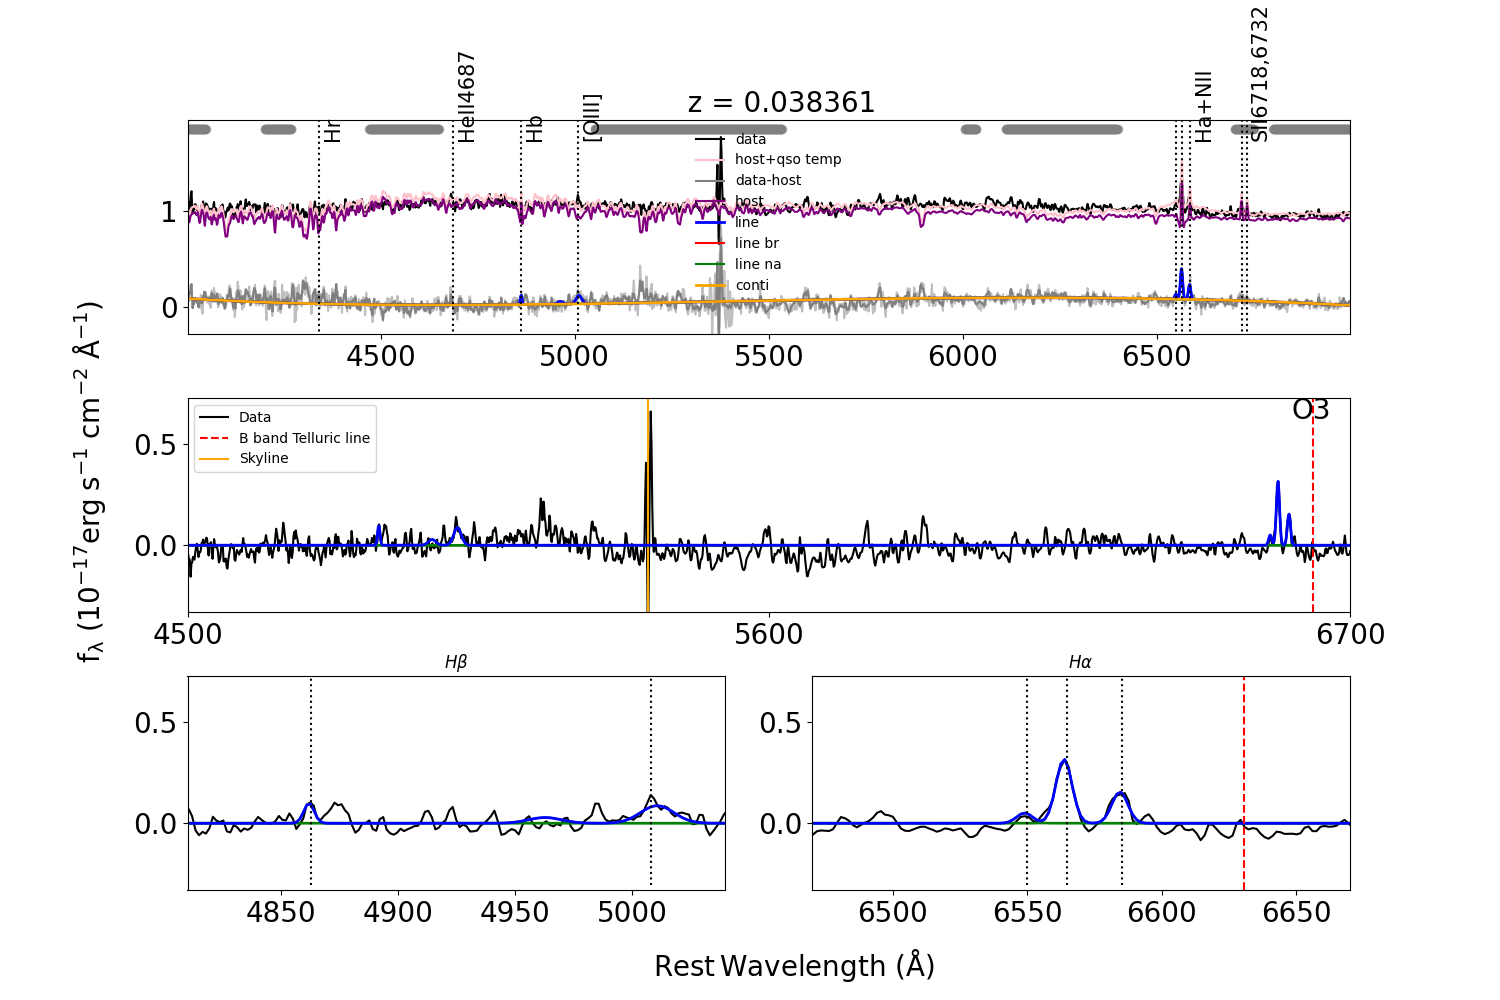 z = 0.038361
Hr
HeII4687
Hb
[OIII]
Ha+NII
SII6718,6732
data
host+qso temp
data-host
host
line
line br
line na
conti
1
0
4500 5000 5500 6000 6500
fλ (10−17erg s−1 cm−2 Å−1)
Data
B band Telluric line
Skyline
O3
0.5
0.0
4500 5600 6700
Hβ
0.5
0.0
4850 4900 4950 5000
Hα
0.5
0.0
6500 6550 6600 6650
Rest Wavelength (Å)